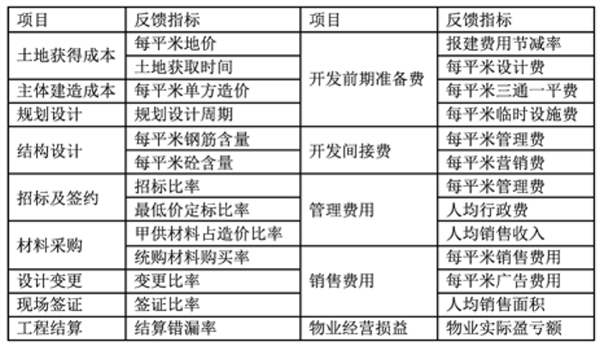 项目 反馈指标 项目 反馈指标
土地获得成本 每平米地价 开发前期准备费 报建费用节减率
土地获取时间 每平米设计费
主体建造成本 每平米单方造价 每平米三通一平费
规划设计 规划设计周期 每平米临时设施费
结构设计 每平米钢筋含量 开发间接费 每平米管理费
每平米砼含量 每平米营销费
招标及签约 招标比率 管理费用 每平米管理费
最低价定标比率 人均行政费
材料采购 甲供材料占造价比率 人均销售收入
统购材料购买率 销售费用 每平米销售费用
设计变更 变更比率 每平米广告费用
现场签证 签证比率 人均销售面积
工程结算 结算错漏率 物业经营损益 物业实际盈亏额